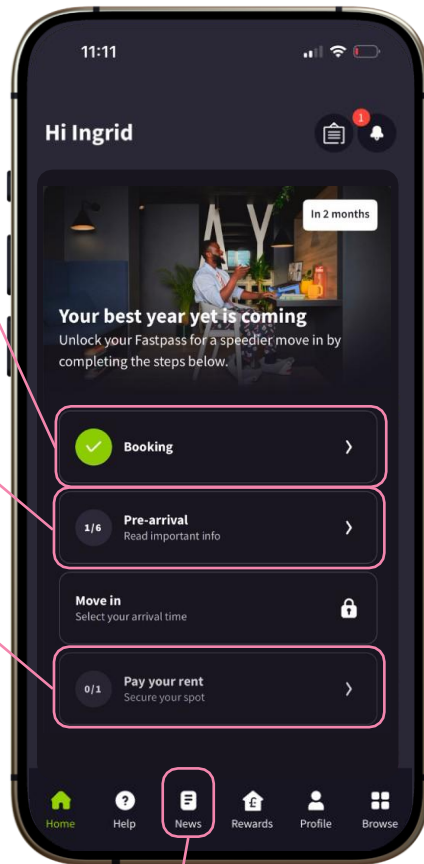 11:11
Hi Ingrid
1
In 2 months
AY
Your best year yet is coming
Unlock your Fastpass for a speedier move in by
completing the steps below.
Booking
1/6
Pre-arrival
Read important info
Move in
Select your arrival time
0/1
Pay your rent
Secure your spot
£
Home Help News Rewards Profile Browse